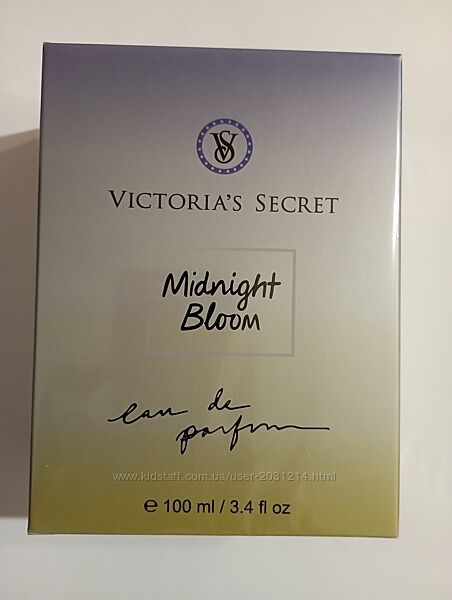 VS
VICTORIA'S SECRET
Midnight
Bloom
eau de
parfum
www.kidstaff.com.ua/user-2031214.html
e 100 ml / 3.4 fl oz